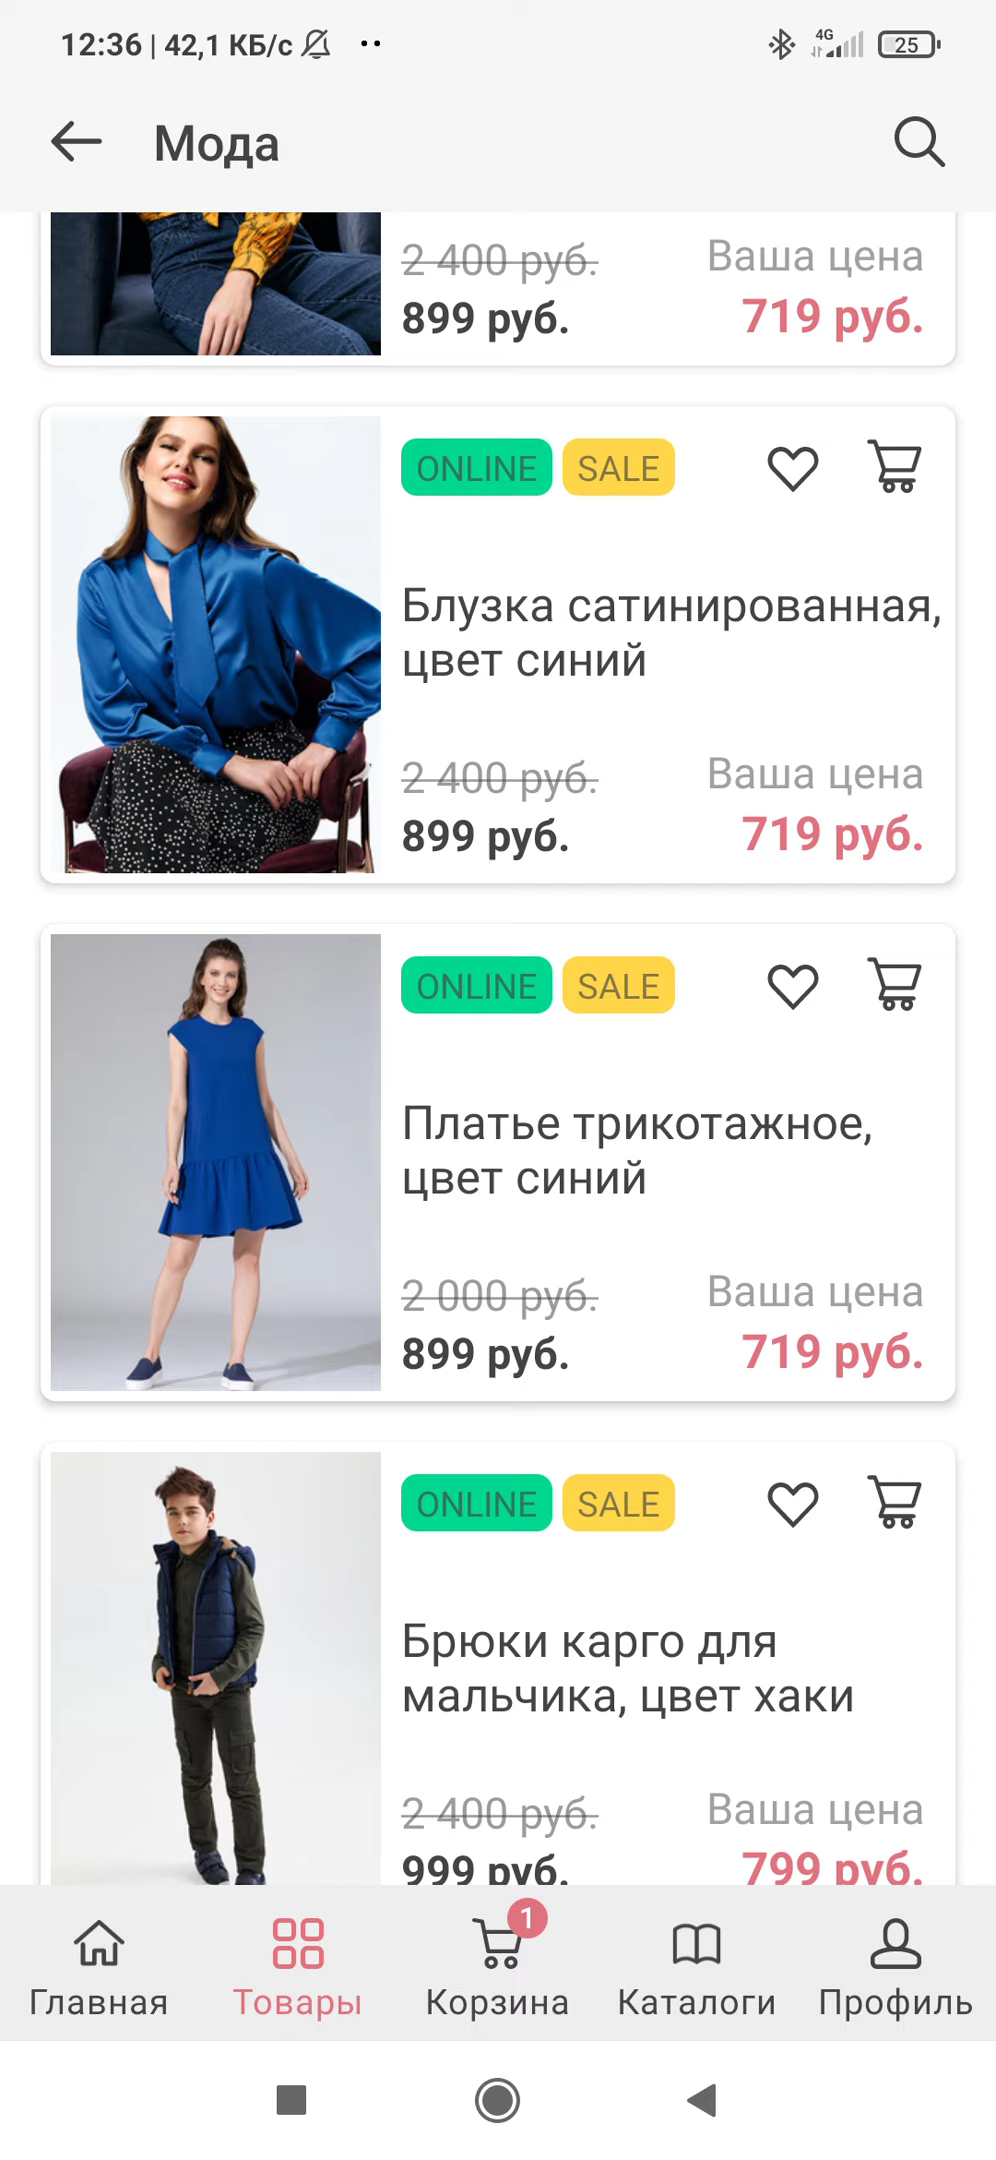 12:36 | 42,1 КБ/с
4G
25
Мода
2 400 руб.
Ваша цена
899 руб.
719 руб.
ONLINE SALE
Блузка сатинированная,
цвет синий
2 400 руб.
Ваша цена
899 руб.
719 руб.
ONLINE SALE
Платье трикотажное,
цвет синий
2 000 руб.
Ваша цена
899 руб.
719 руб.
ONLINE SALE
Брюки карго для
мальчика, цвет хаки
2 400 руб.
Ваша цена
999 руб.
799 руб.
1
Главная
Товары
Корзина
Каталоги
Профиль